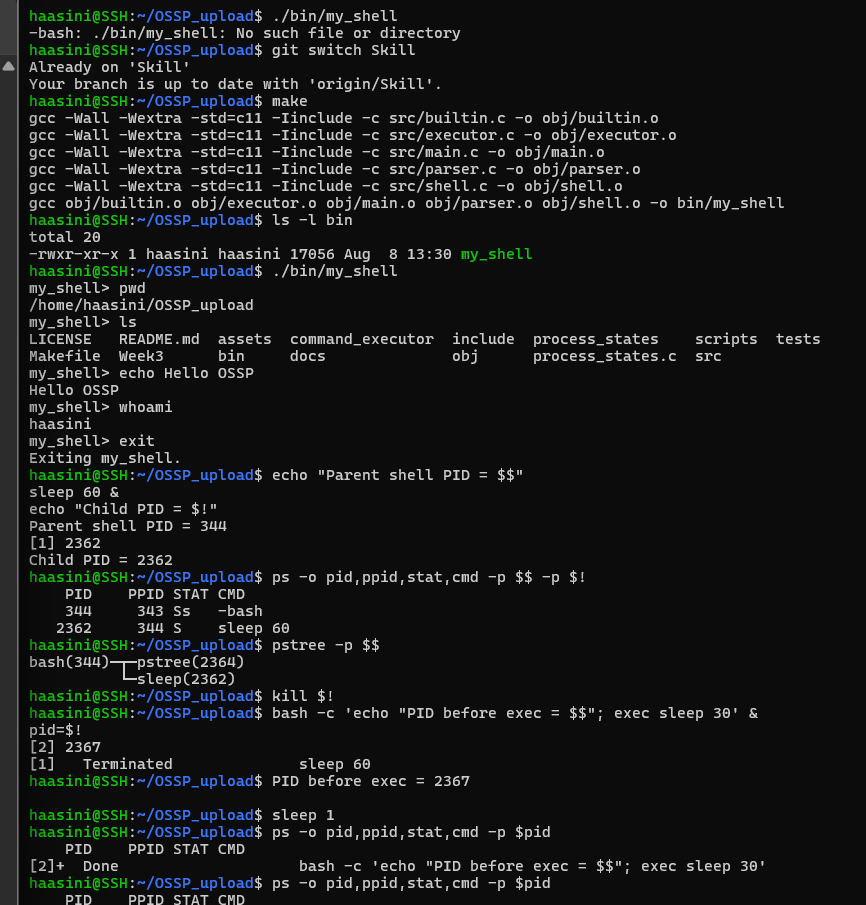 haasini@SSH:~/OSSP_upload$ ./bin/my_shell
-bash: ./bin/my_shell: No such file or directory
haasini@SSH:~/OSSP_upload$ git switch Skill
Already on 'Skill'
Your branch is up to date with 'origin/Skill'.
haasini@SSH:~/OSSP_upload$ make
gcc -Wall -Wextra -std=c11 -Iinclude -c src/builtin.c -o obj/builtin.o
gcc -Wall -Wextra -std=c11 -Iinclude -c src/executor.c -o obj/executor.o
gcc -Wall -Wextra -std=c11 -Iinclude -c src/main.c -o obj/main.o
gcc -Wall -Wextra -std=c11 -Iinclude -c src/parser.c -o obj/parser.o
gcc -Wall -Wextra -std=c11 -Iinclude -c src/shell.c -o obj/shell.o
gcc obj/builtin.o obj/executor.o obj/main.o obj/parser.o obj/shell.o -o bin/my_shell
haasini@SSH:~/OSSP_upload$ ls -l bin
total 20
-rwxr-xr-x 1 haasini haasini 17056 Aug  8 13:30 my_shell
haasini@SSH:~/OSSP_upload$ ./bin/my_shell
my_shell> pwd
/home/haasini/OSSP_upload
my_shell> ls
LICENSE   README.md  assets  command_executor  include  process_states    scripts  tests
Makefile  Week3      bin     docs              obj      process_states.c  src
my_shell> echo Hello OSSP
Hello OSSP
my_shell> whoami
haasini
my_shell> exit
Exiting my_shell.
haasini@SSH:~/OSSP_upload$ echo "Parent shell PID = $$"
sleep 60 &
echo "Child PID = $!"
Parent shell PID = 344
[1] 2362
Child PID = 2362
haasini@SSH:~/OSSP_upload$ ps -o pid,ppid,stat,cmd -p $$ -p $!
    PID    PPID STAT CMD
    344     343 Ss   -bash
   2362     344 S    sleep 60
haasini@SSH:~/OSSP_upload$ pstree -p $$
bash(344)─┬─pstree(2364)
          └─sleep(2362)
haasini@SSH:~/OSSP_upload$ kill $!
haasini@SSH:~/OSSP_upload$ bash -c 'echo "PID before exec = $$"; exec sleep 30' &
pid=$!
[2] 2367
[1]   Terminated              sleep 60
haasini@SSH:~/OSSP_upload$ PID before exec = 2367

haasini@SSH:~/OSSP_upload$ sleep 1
haasini@SSH:~/OSSP_upload$ ps -o pid,ppid,stat,cmd -p $pid
    PID    PPID STAT CMD
[2]+  Done                    bash -c 'echo "PID before exec = $$"; exec sleep 30'
haasini@SSH:~/OSSP_upload$ ps -o pid,ppid,stat,cmd -p $pid
    PID    PPID STAT CMD